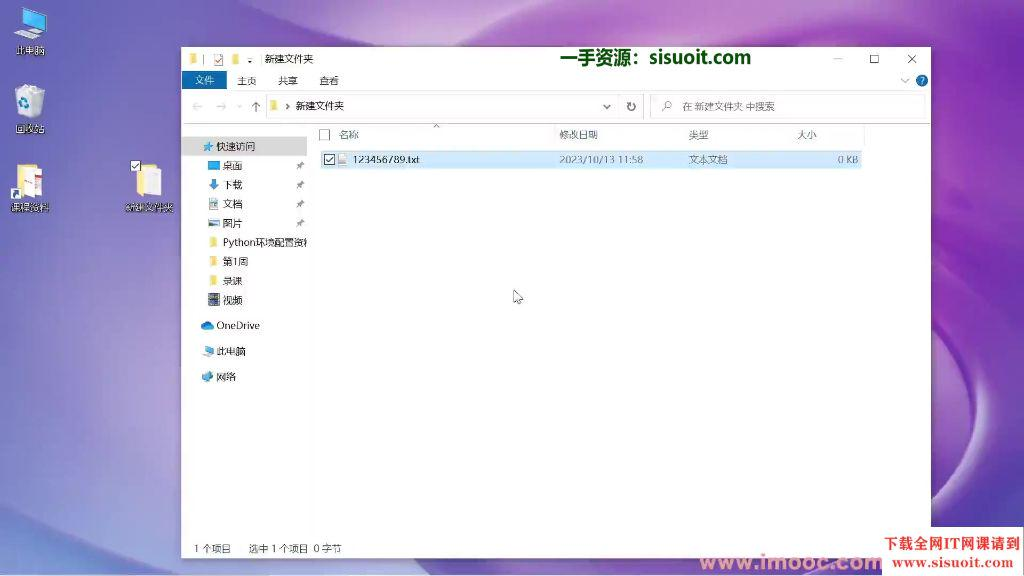 此电脑
回收站
课程资料
新建文件夹
新建文件夹
一手资源：sisuoit.com
文件 主页 共享 查看
新建文件夹
在 新建文件夹 中搜索
名称 修改日期 类型 大小
123456789.txt 2023/10/13 11:58 文本文档 0 KB
快速访问
桌面
下载
文档
图片
Python环境配置资料
第1周
录课
视频
OneDrive
此电脑
网络
1 个项目 选中 1 个项目 0 字节
www.imooc.com
下载全网IT网课请到
www.sisuoit.com